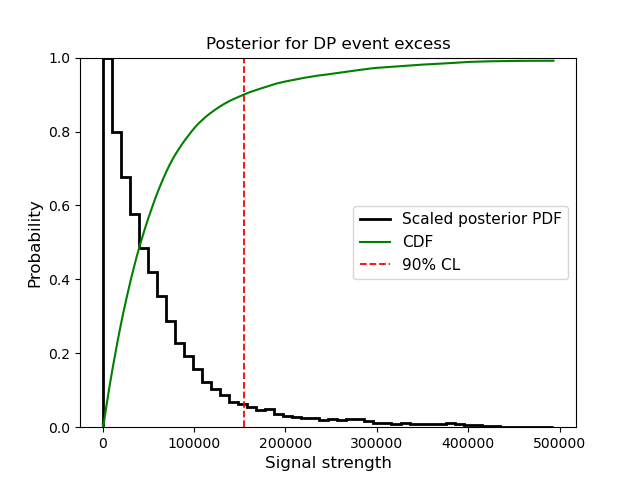 Posterior for DP event excess
1.0
0.8
0.6
0.4
0.2
0.0
Probability
Scaled posterior PDF
CDF
90% CL
0 100000 200000 300000 400000 500000
Signal strength